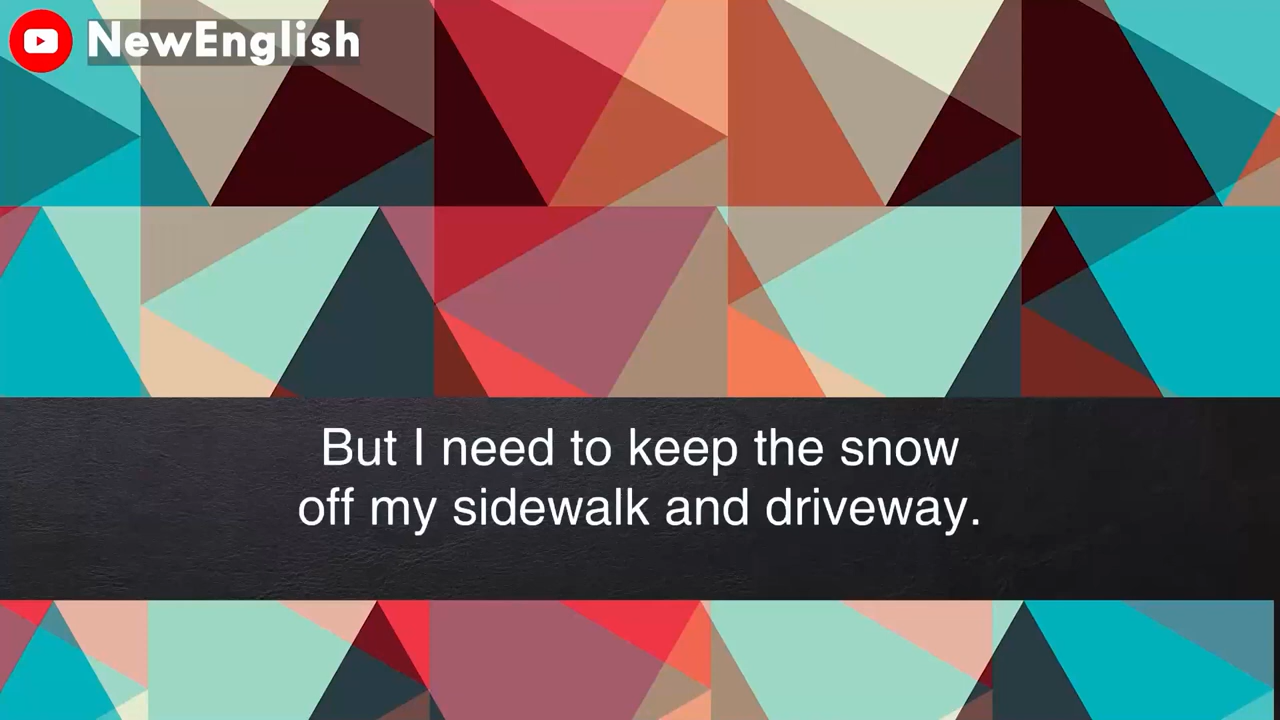 NewEnglish
But I need to keep the snow
off my sidewalk and driveway.